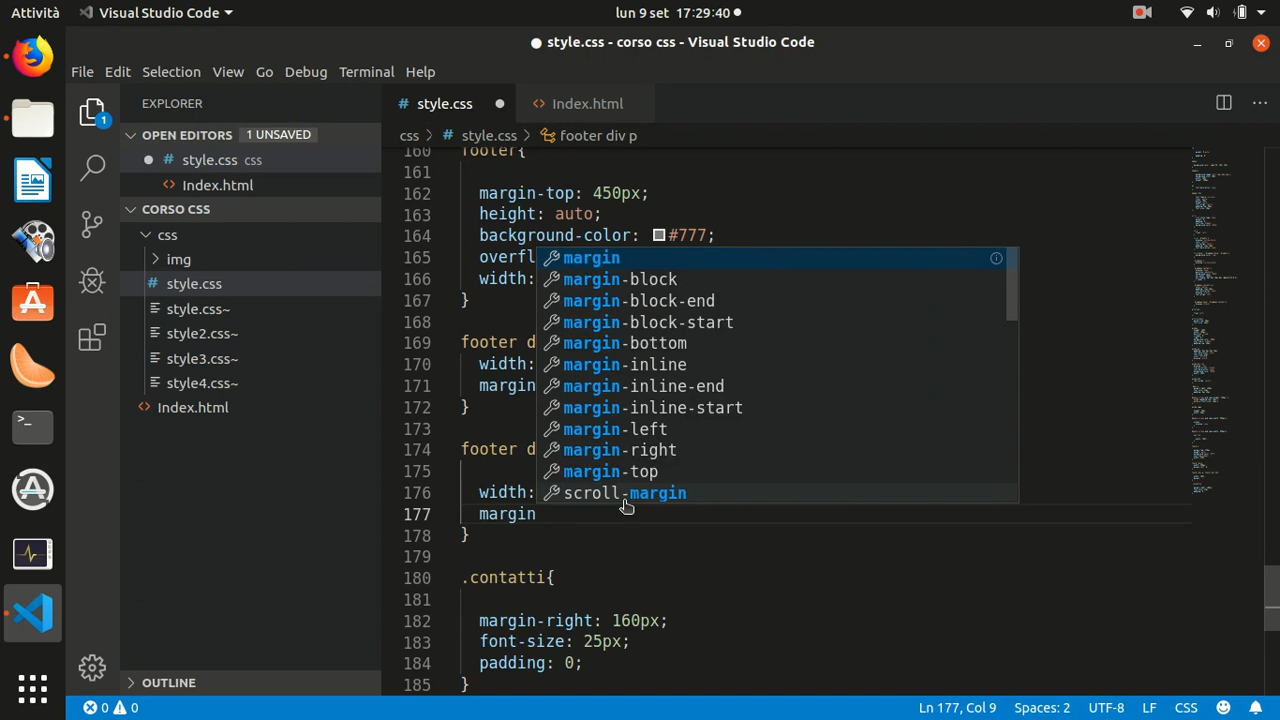 Attività Visual Studio Code lun 9 set 17:29:40
style.css - corso css - Visual Studio Code
File Edit Selection View Go Debug Terminal Help
EXPLORER
# style.css
<> Index.html
OPEN EDITORS 1 UNSAVED
# style.css css
<> Index.html
CORSO CSS
css
img
# style.css
style.css~
style2.css~
style3.css~
style4.css~
<> Index.html
OUTLINE
css > # style.css > footer div p
160 footer{
161
162 margin-top: 450px;
163 height: auto;
164 background-color: #777;
165 overfl
166 width:
167 }
168
169 footer d
170 width:
171 margin
172 }
173
174 footer d
175
176 width:
177 margin
178 }
179
180 .contatti{
181
182 margin-right: 160px;
183 font-size: 25px;
184 padding: 0;
185 }
margin
margin-block
margin-block-end
margin-block-start
margin-bottom
margin-inline
margin-inline-end
margin-inline-start
margin-left
margin-right
margin-top
scroll-margin
1
>_
0 0 Ln 177, Col 9 Spaces: 2 UTF-8 LF CSS